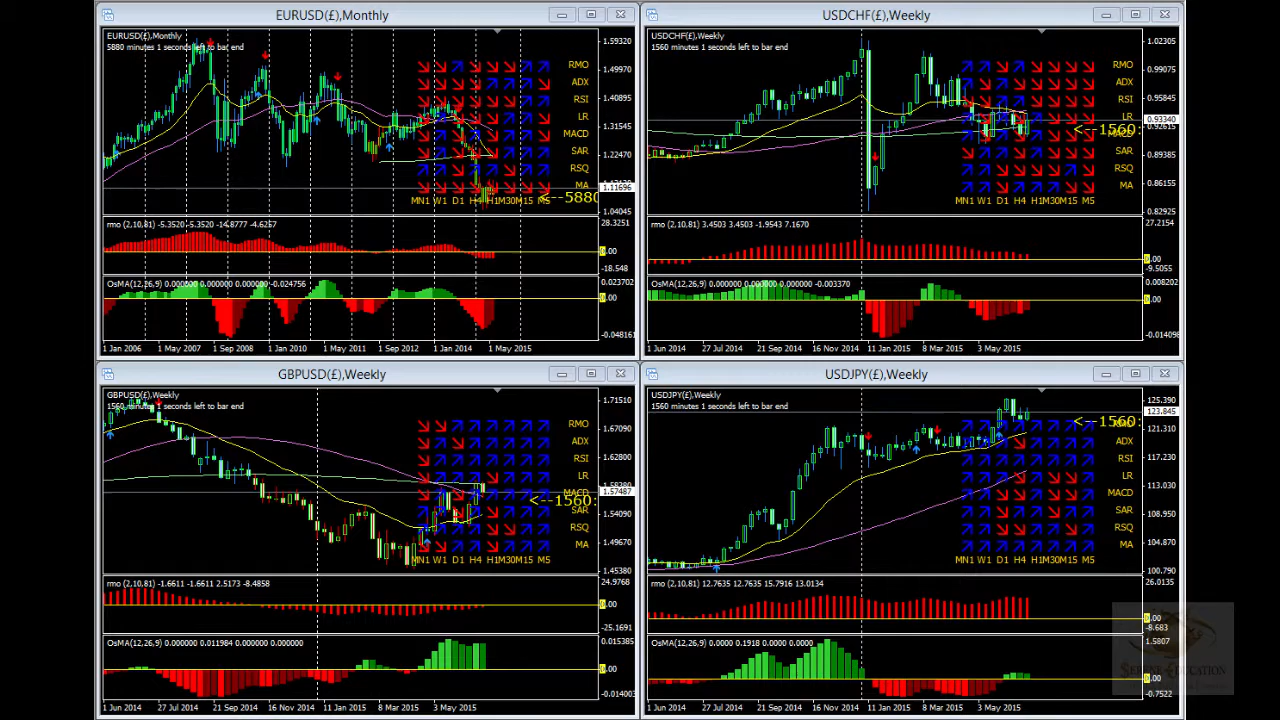 EURUSD(£),Monthly
EURUSD(£),Monthly
5880 minutes 1 seconds left to bar end
1.59320
1.49970
1.40895
1.31545
1.22470
1.11696
1.04045
RMO
ADX
RSI
LR
MACD
SAR
RSQ
MA
MN1 W1 D1 H4 H1 M30 M15 M5
<--5880
rmo (2,10,81) -5.3520 -5.3520 -14.8777 -4.6257
28.3251
0.00
-18.548
OsMA(12,26,9) 0.000000 0.000000 0.000000 -0.024756
0.023702
0.00
-0.048161
1 Jan 2006 1 May 2007 1 Sep 2008 1 Jan 2010 1 May 2011 1 Sep 2012 1 Jan 2014 1 May 2015
USDCHF(£),Weekly
USDCHF(£),Weekly
1560 minutes 1 seconds left to bar end
1.02305
0.99075
0.95845
0.93340
0.92615
0.89385
0.86155
0.82925
RMO
ADX
RSI
LR
MACD
SAR
RSQ
MA
MN1 W1 D1 H4 H1 M30 M15 M5
<--1560:
rmo (2,10,81) 3.4503 3.4503 -1.9543 7.1670
27.2154
0.00
-9.5055
OsMA(12,26,9) 0.000000 0.000000 0.000000 -0.003370
0.008202
0.00
-0.014098
1 Jun 2014 27 Jul 2014 21 Sep 2014 16 Nov 2014 11 Jan 2015 8 Mar 2015 3 May 2015
GBPUSD(£),Weekly
GBPUSD(£),Weekly
1560 minutes 1 seconds left to bar end
1.71510
1.67090
1.62800
1.57487
1.54090
1.49670
1.45380
RMO
ADX
RSI
LR
MACD
SAR
RSQ
MA
MN1 W1 D1 H4 H1 M30 M15 M5
<--1560:
rmo (2,10,81) -1.6611 -1.6611 2.5173 -8.4858
24.9768
0.00
-25.1691
OsMA(12,26,9) 0.000000 0.011984 0.000000 0.000000
0.015385
0.00
-0.014003
1 Jun 2014 27 Jul 2014 21 Sep 2014 16 Nov 2014 11 Jan 2015 8 Mar 2015 3 May 2015
USDJPY(£),Weekly
USDJPY(£),Weekly
1560 minutes 1 seconds left to bar end
125.390
123.845
121.310
117.230
113.150
108.950
104.870
100.790
RMO
ADX
RSI
LR
MACD
SAR
RSQ
MA
MN1 W1 D1 H4 H1 M30 M15 M5
<--1560:
rmo (2,10,81) 12.7635 12.7635 15.7916 13.0134
26.0135
0.00
-8.683
OsMA(12,26,9) 0.0000 0.1918 0.0000 0.0000
1.5807
0.00
-0.7522
1 Jun 2014 27 Jul 2014 21 Sep 2014 16 Nov 2014 11 Jan 2015 8 Mar 2015 3 May 2015